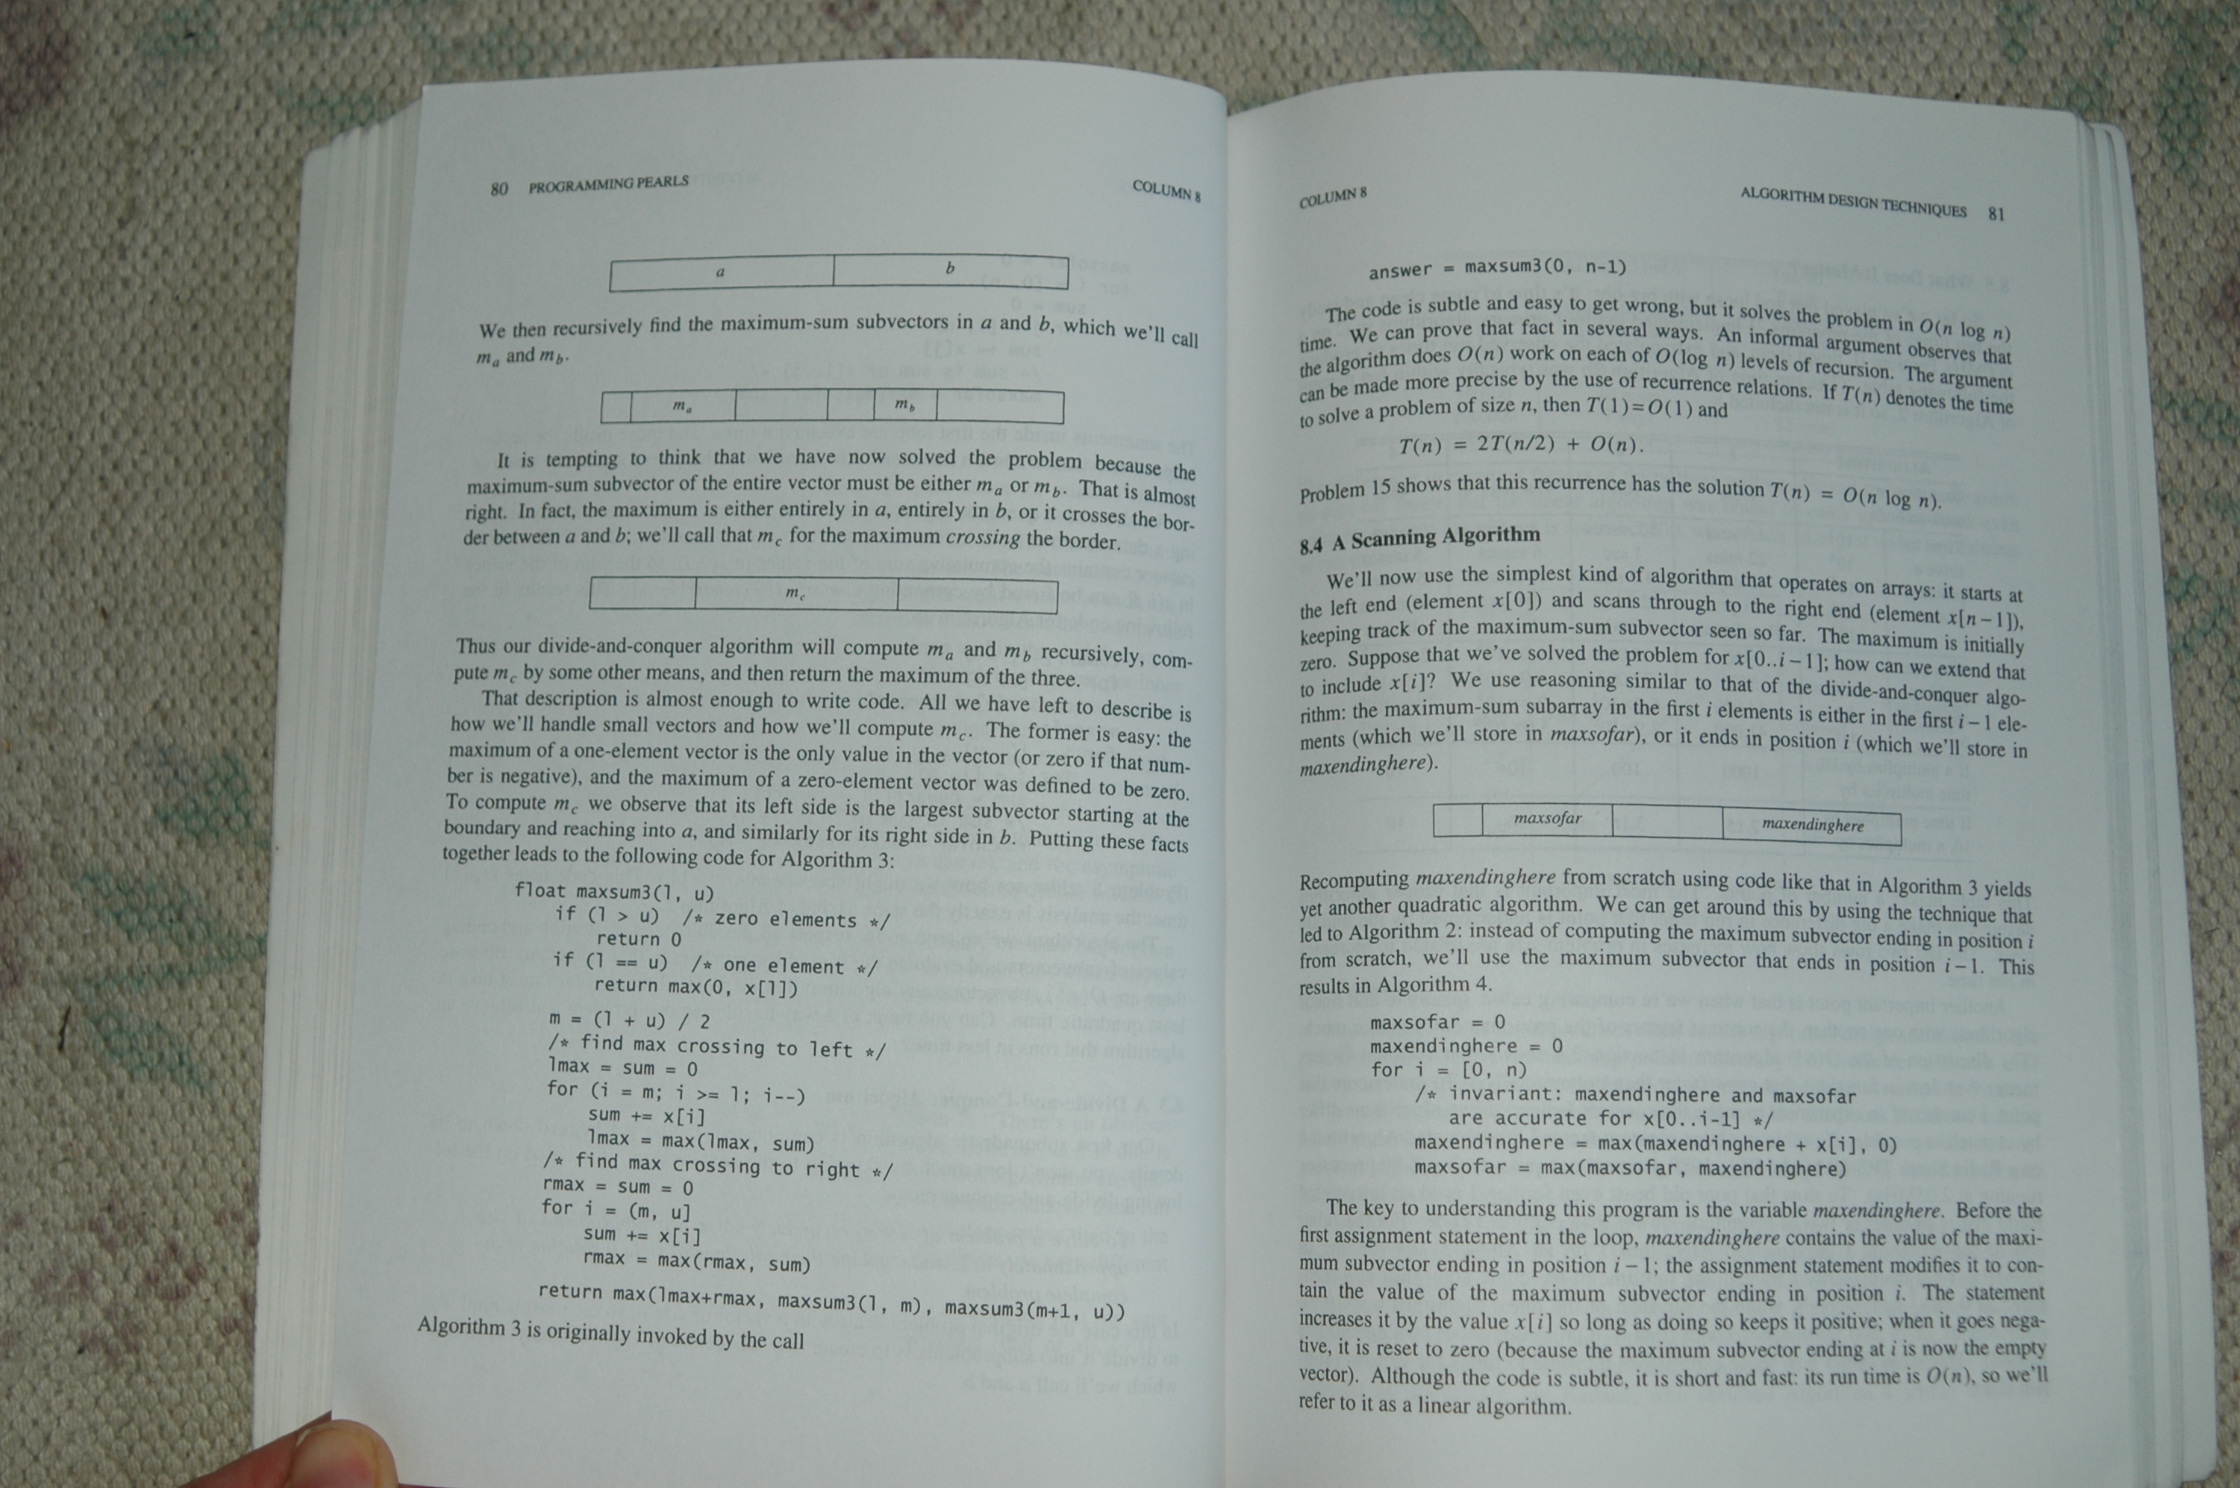 80 PROGRAMMING PEARLS COLUMN 8
a b
We then recursively find the maximum-sum subvectors in a and b, which we'll call
mₐ and m_b.
mₐ m_b
It is tempting to think that we have now solved the problem because the
maximum-sum subvector of the entire vector must be either mₐ or m_b. That is almost
right. In fact, the maximum is either entirely in a, entirely in b, or it crosses the bor-
der between a and b; we'll call that m_c for the maximum crossing the border.
m_c
Thus our divide-and-conquer algorithm will compute mₐ and m_b recursively, com-
pute m_c by some other means, and then return the maximum of the three.
That description is almost enough to write code. All we have left to describe is
how we'll handle small vectors and how we'll compute m_c. The former is easy: the
maximum of a one-element vector is the only value in the vector (or zero if that num-
ber is negative), and the maximum of a zero-element vector was defined to be zero.
To compute m_c we observe that its left side is the largest subvector starting at the
boundary and reaching into a, and similarly for its right side in b. Putting these facts
together leads to the following code for Algorithm 3:
float maxsum3(l, u)
if (l > u) /* zero elements */
return 0
if (l == u) /* one element */
return max(0, x[l])
m = (l + u) / 2
/* find max crossing to left */
lmax = sum = 0
for (i = m; i >= l; i--)
sum += x[i]
lmax = max(lmax, sum)
/* find max crossing to right */
rmax = sum = 0
for i = (m, u]
sum += x[i]
rmax = max(rmax, sum)
return max(lmax+rmax, maxsum3(l, m), maxsum3(m+1, u))
Algorithm 3 is originally invoked by the call
COLUMN 8 ALGORITHM DESIGN TECHNIQUES 81
answer = maxsum3(0, n-1)
The code is subtle and easy to get wrong, but it solves the problem in O(n log n)
time. We can prove that fact in several ways. An informal argument observes that
the algorithm does O(n) work on each of O(log n) levels of recursion. The argument
can be made more precise by the use of recurrence relations. If T(n) denotes the time
to solve a problem of size n, then T(1)=O(1) and
T(n) = 2T(n/2) + O(n).
Problem 15 shows that this recurrence has the solution T(n) = O(n log n).
8.4 A Scanning Algorithm
We'll now use the simplest kind of algorithm that operates on arrays: it starts at
the left end (element x[0]) and scans through to the right end (element x[n−1]),
keeping track of the maximum-sum subvector seen so far. The maximum is initially
zero. Suppose that we've solved the problem for x[0..i−1]; how can we extend that
to include x[i]? We use reasoning similar to that of the divide-and-conquer algo-
rithm: the maximum-sum subarray in the first i elements is either in the first i−1 ele-
ments (which we'll store in maxsofar), or it ends in position i (which we'll store in
maxendinghere).
maxsofar maxendinghere
Recomputing maxendinghere from scratch using code like that in Algorithm 3 yields
yet another quadratic algorithm. We can get around this by using the technique that
led to Algorithm 2: instead of computing the maximum subvector ending in position i
from scratch, we'll use the maximum subvector that ends in position i−1. This
results in Algorithm 4.
maxsofar = 0
maxendinghere = 0
for i = [0, n)
/* invariant: maxendinghere and maxsofar
are accurate for x[0..i-1] */
maxendinghere = max(maxendinghere + x[i], 0)
maxsofar = max(maxsofar, maxendinghere)
The key to understanding this program is the variable maxendinghere. Before the
first assignment statement in the loop, maxendinghere contains the value of the maxi-
mum subvector ending in position i−1; the assignment statement modifies it to con-
tain the value of the maximum subvector ending in position i. The statement
increases it by the value x[i] so long as doing so keeps it positive; when it goes nega-
tive, it is reset to zero (because the maximum subvector ending at i is now the empty
vector). Although the code is subtle, it is short and fast: its run time is O(n), so we'll
refer to it as a linear algorithm.